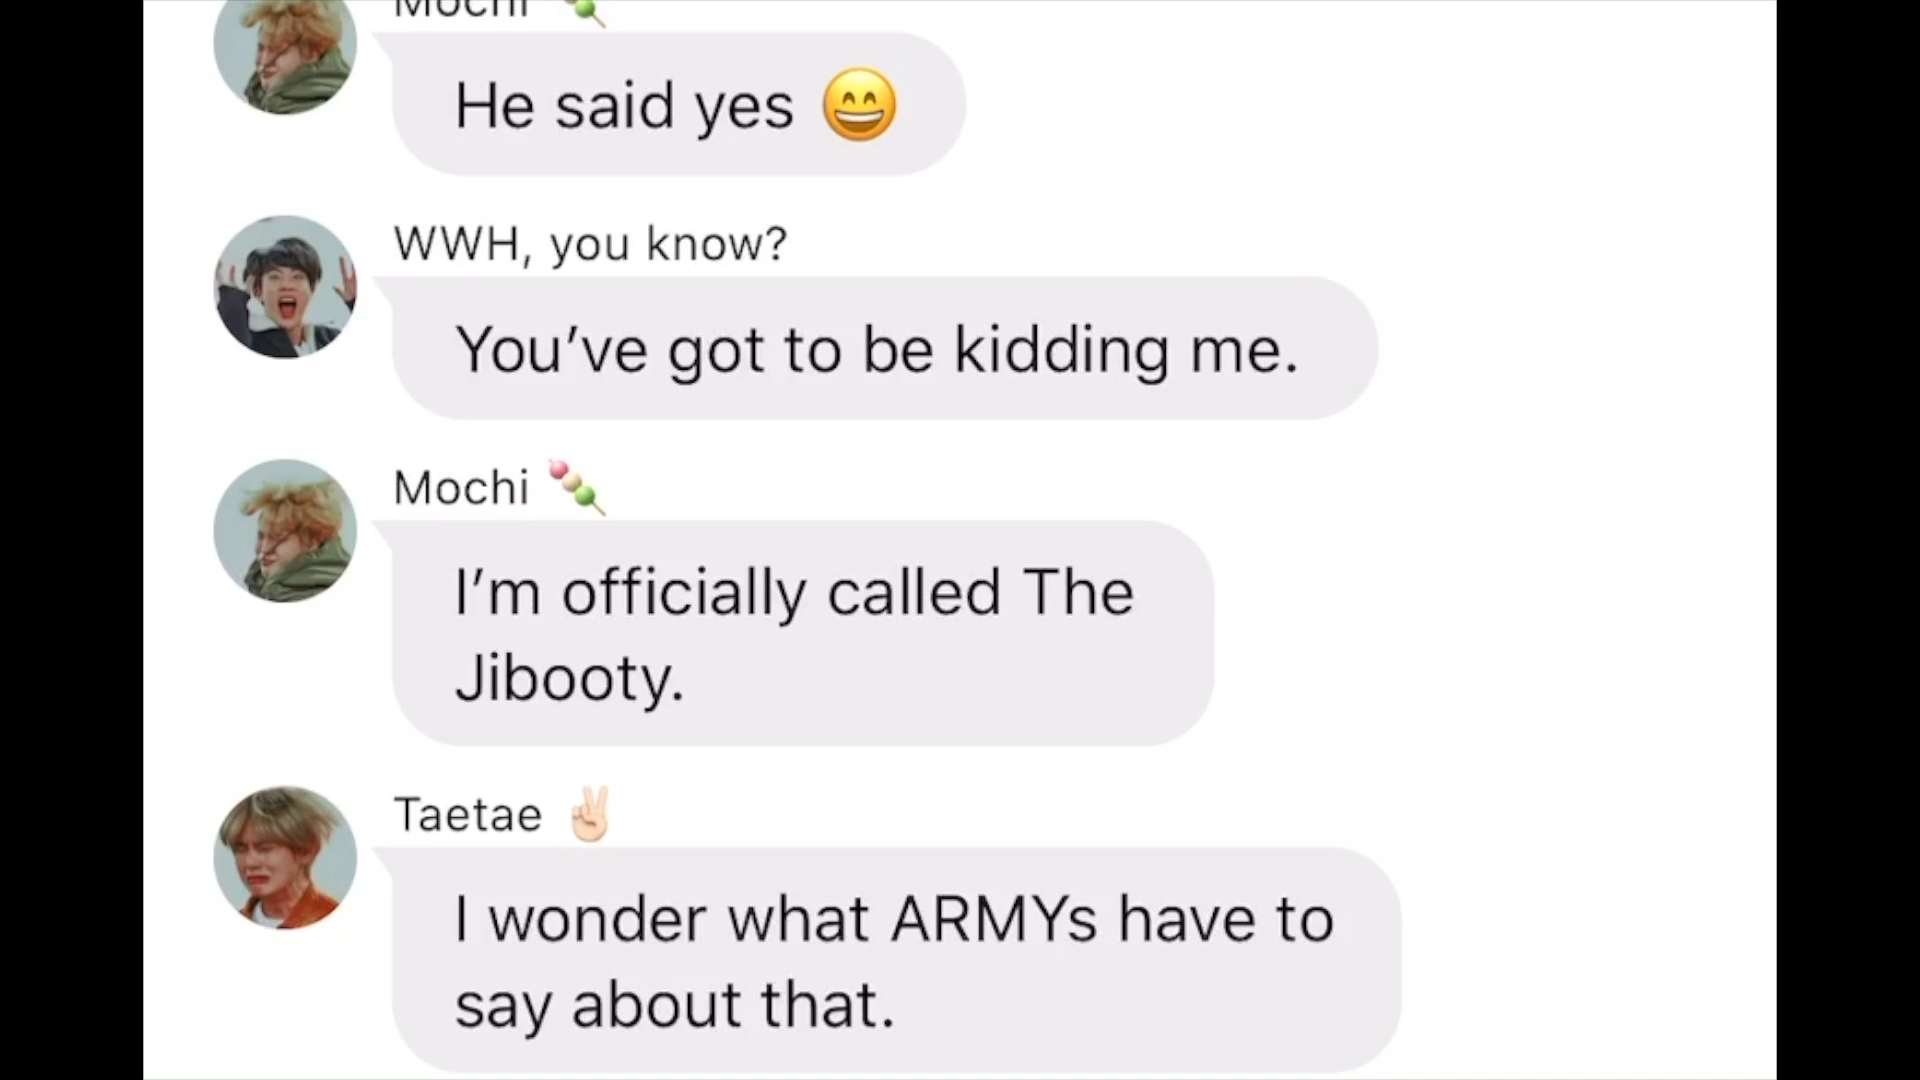 Mochi 🍡
He said yes 😄
WWH, you know?
You’ve got to be kidding me.
Mochi 🍡
I’m officially called The
Jibooty.
Taetae ✌🏻
I wonder what ARMYs have to
say about that.